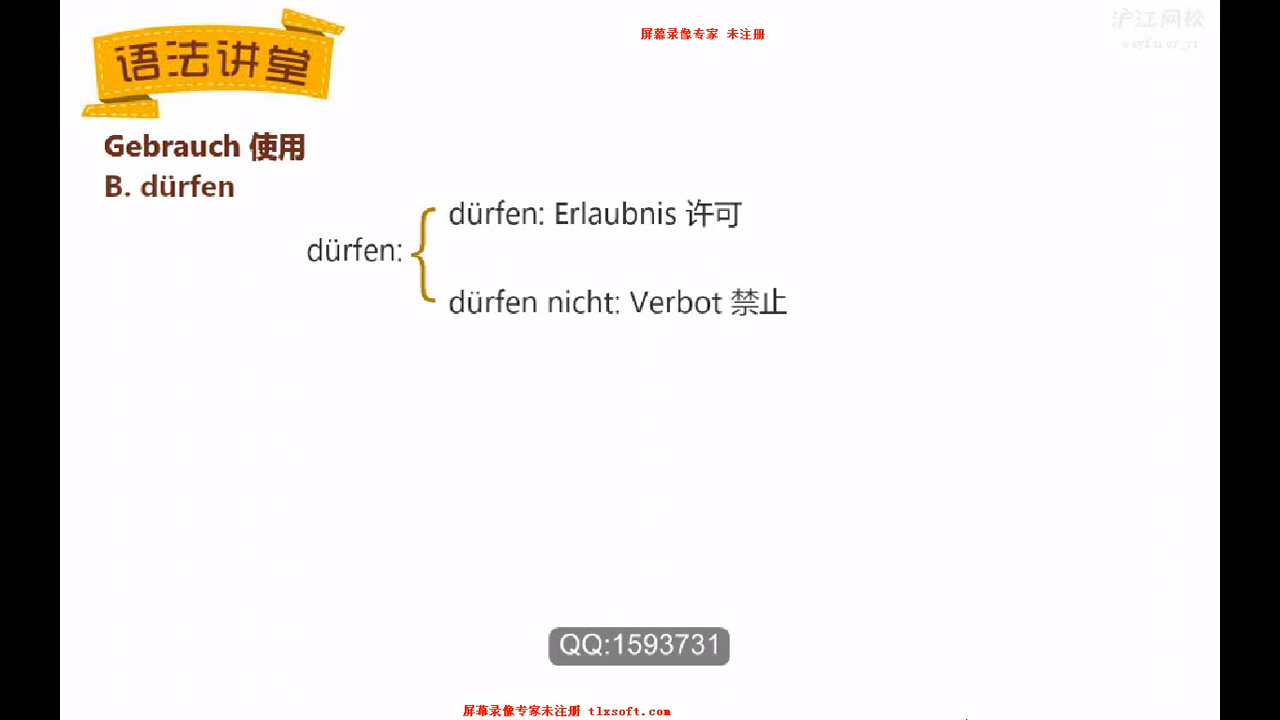 屏幕录像专家 未注册
沪江网校
语法讲堂
Gebrauch 使用
B. dürfen
dürfen: Erlaubnis 许可
dürfen:
dürfen nicht: Verbot 禁止
QQ:1593731
屏幕录像专家未注册 tlxsoft.com